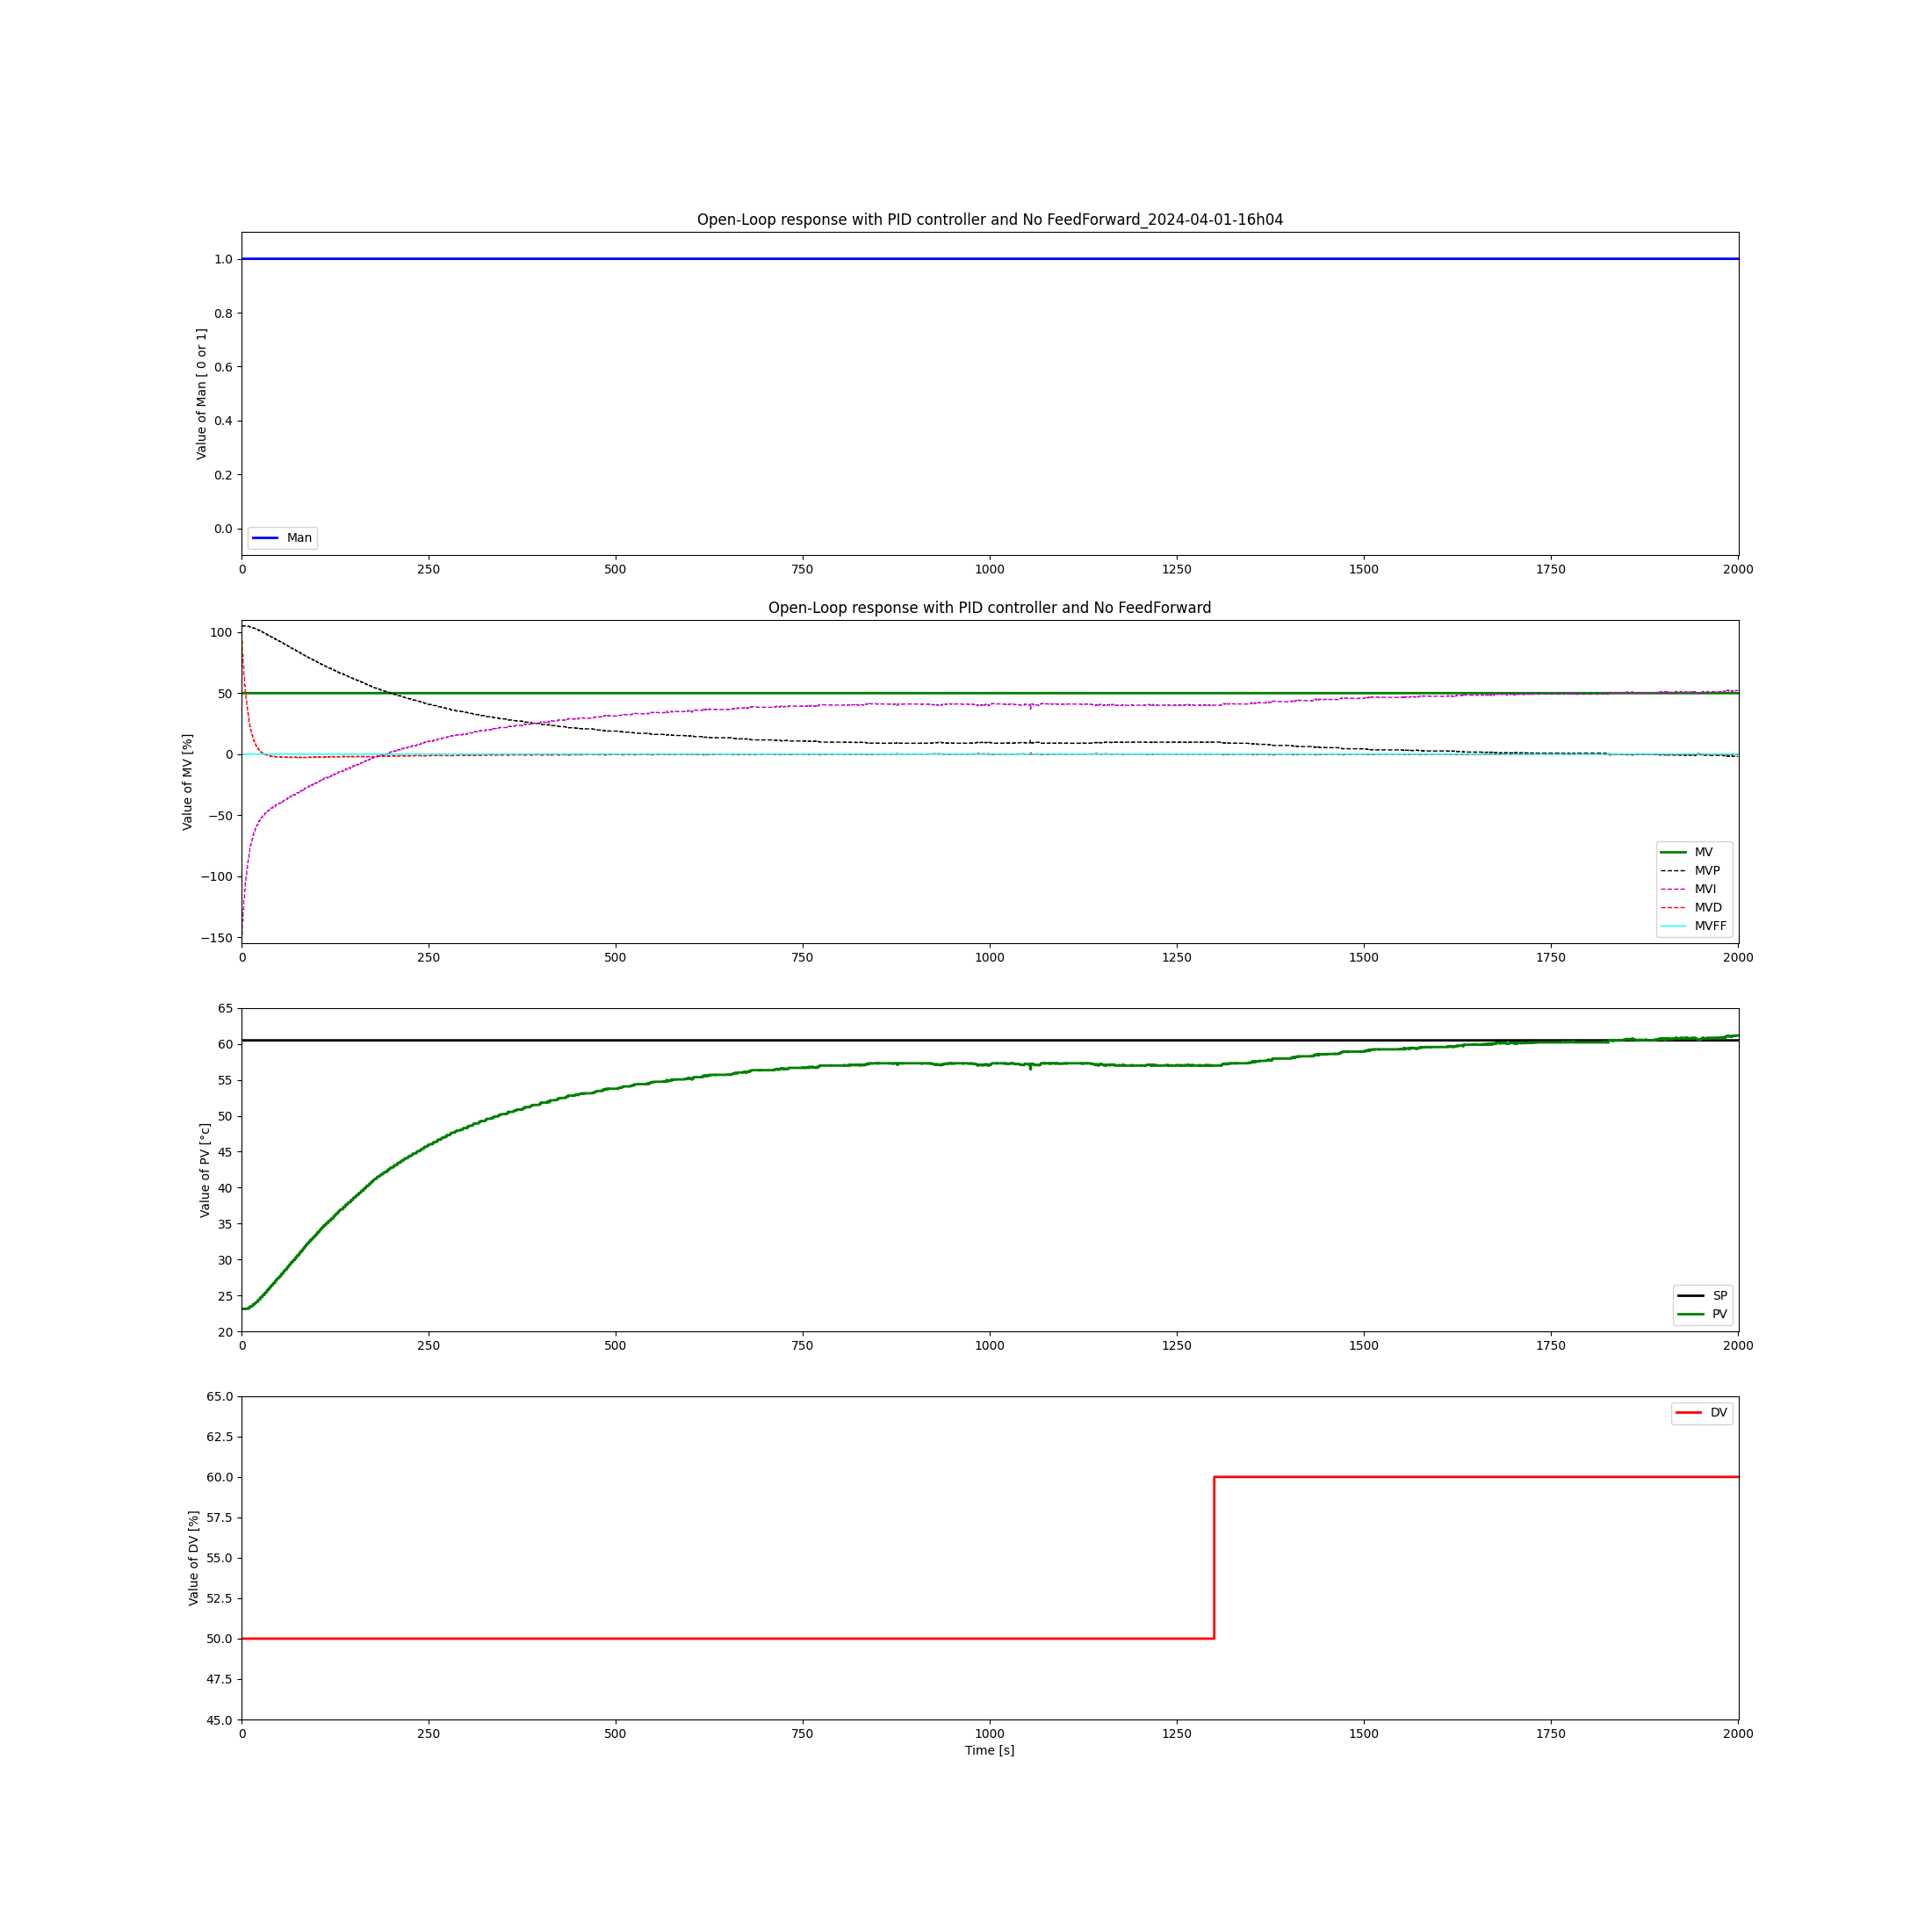 Open-Loop response with PID controller and No FeedForward_2024-04-01-16h04
Value of Man [ 0 or 1]
1.0
0.8
0.6
0.4
0.2
0.0
Man
0 250 500 750 1000 1250 1500 1750 2000
Open-Loop response with PID controller and No FeedForward
Value of MV [%]
100
50
0
−50
−100
−150
MV
MVP
MVI
MVD
MVFF
0 250 500 750 1000 1250 1500 1750 2000
Value of PV [°c]
65
60
55
50
45
40
35
30
25
20
SP
PV
0 250 500 750 1000 1250 1500 1750 2000
Value of DV [%]
65.0
62.5
60.0
57.5
55.0
52.5
50.0
47.5
45.0
DV
0 250 500 750 1000 1250 1500 1750 2000
Time [s]